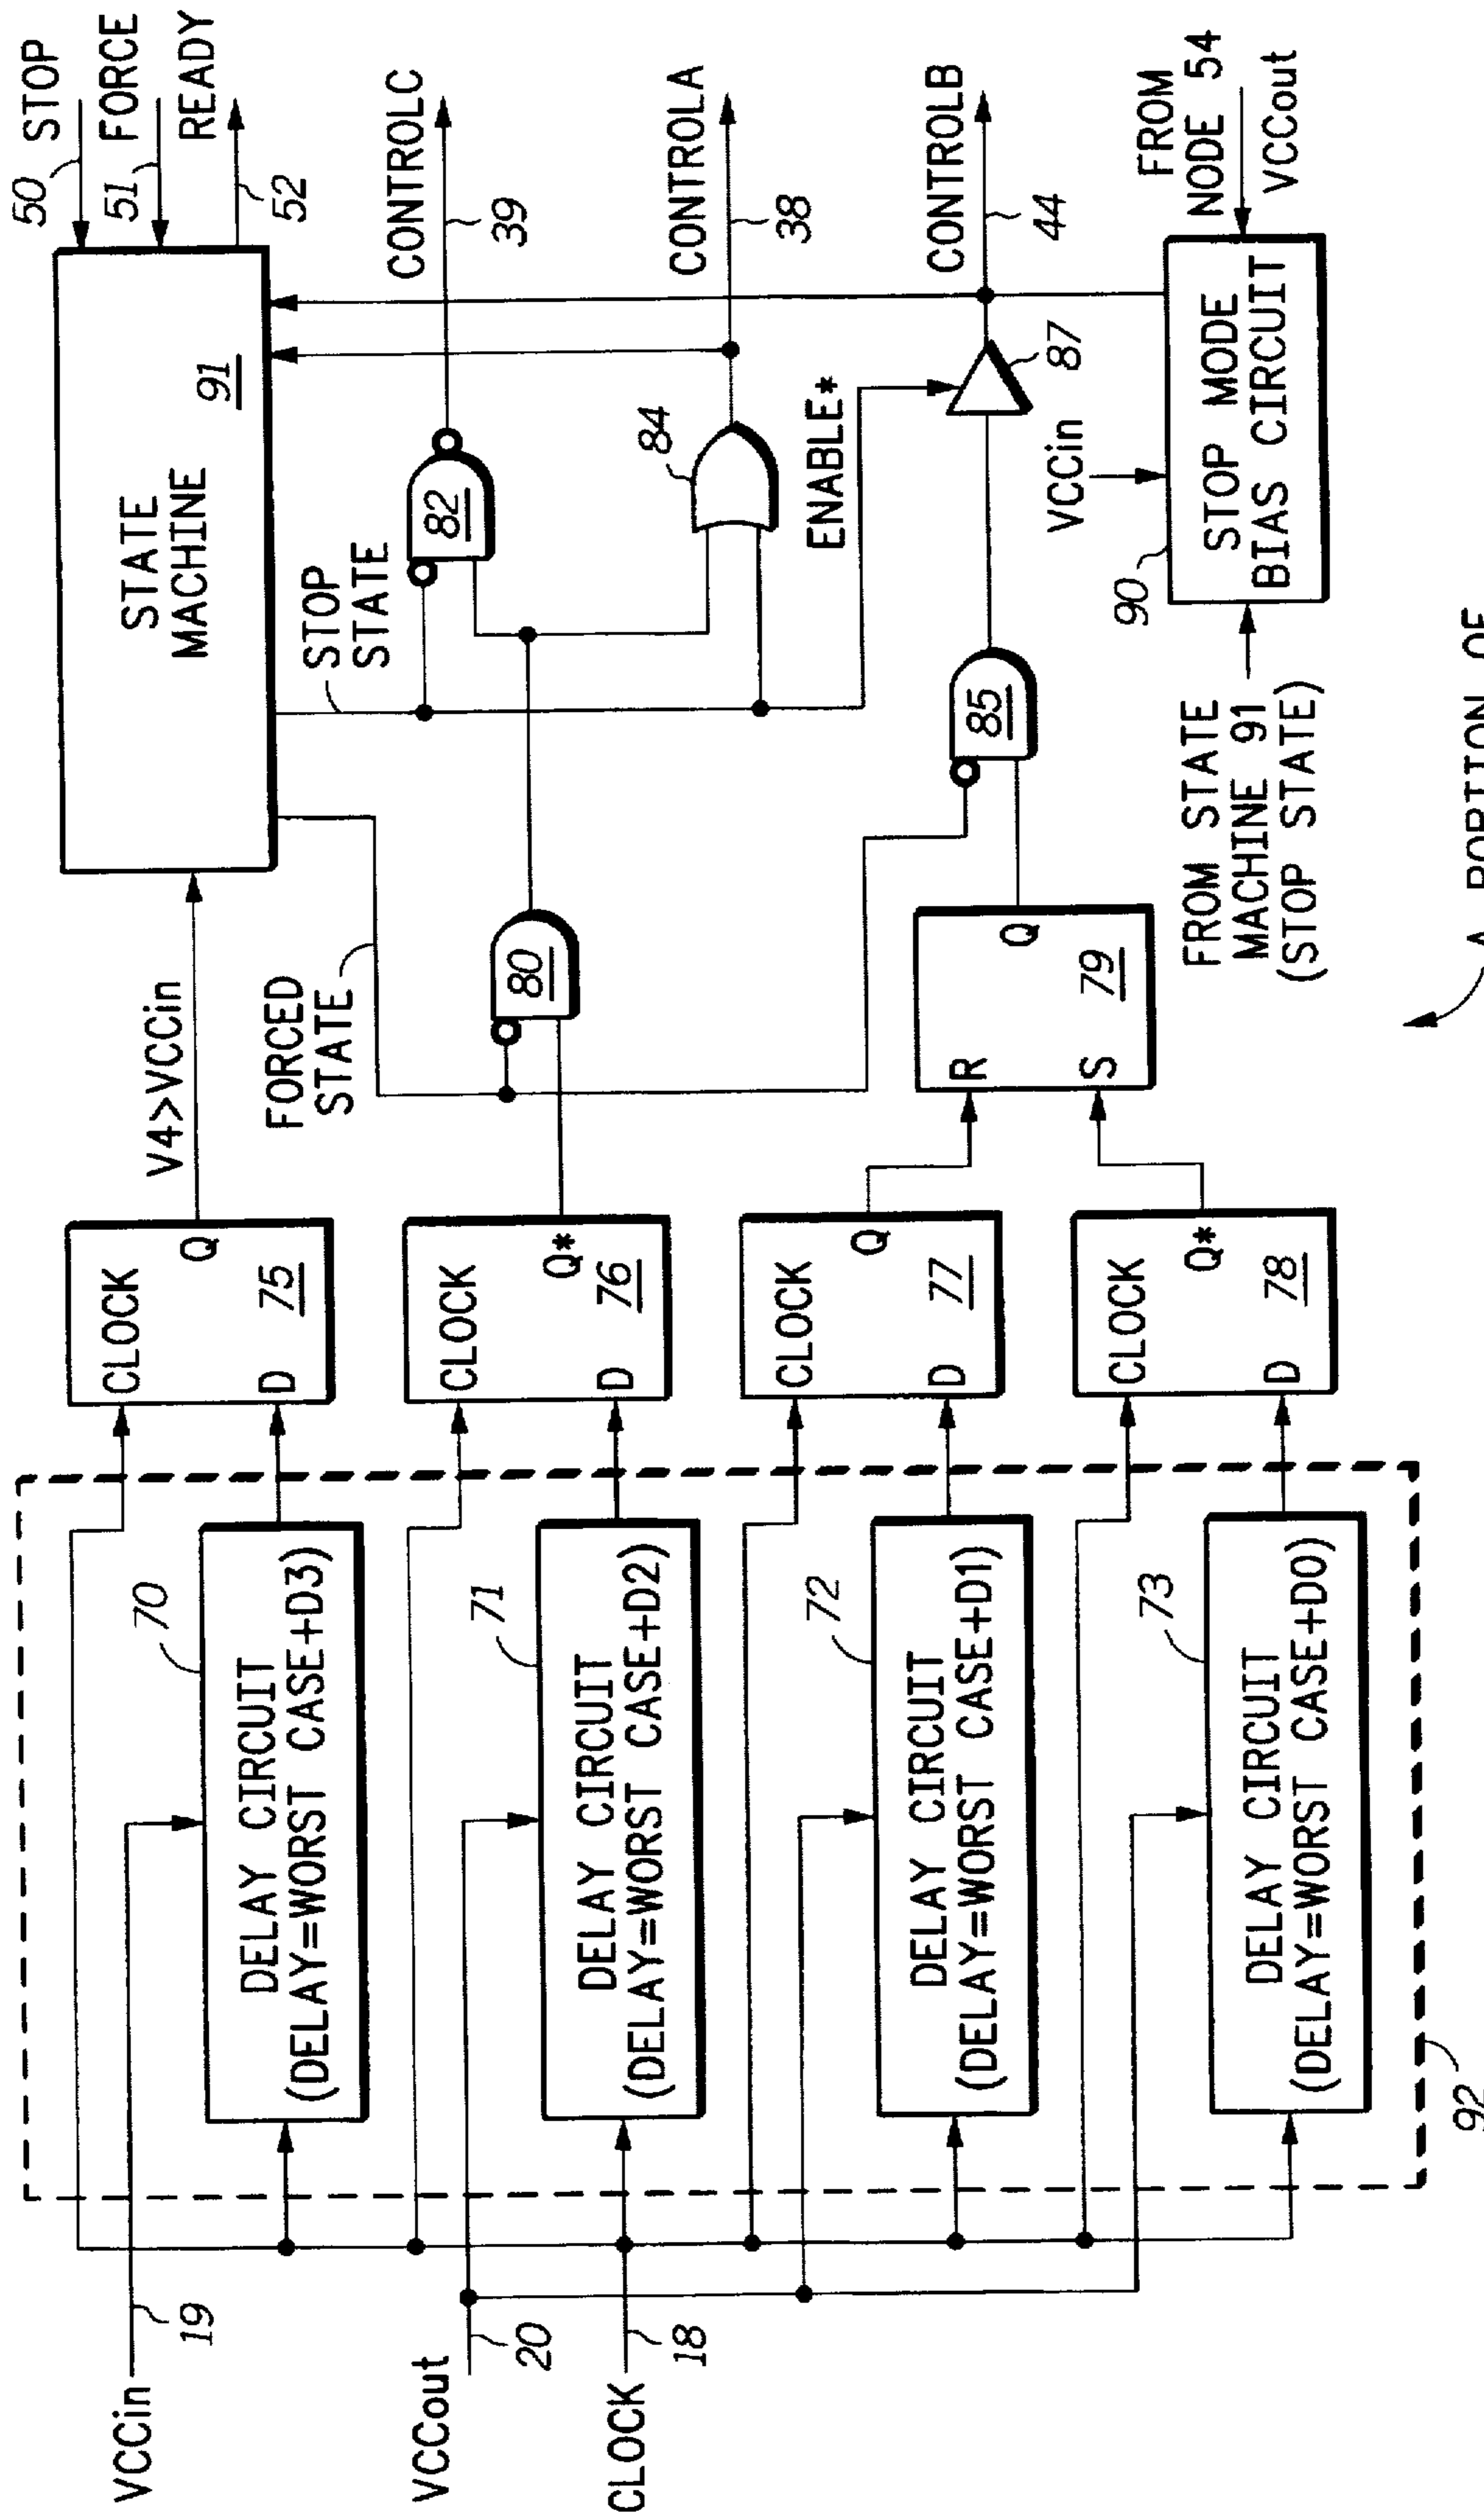 VCCin
19
VCCout
20
CLOCK
18
92
70
DELAY CIRCUIT
(DELAY=WORST CASE+D3)
71
DELAY CIRCUIT
(DELAY=WORST CASE+D2)
72
DELAY CIRCUIT
(DELAY=WORST CASE+D1)
73
DELAY CIRCUIT
(DELAY=WORST CASE+D0)
CLOCK
Q
D
75
CLOCK
Q*
D
76
CLOCK
Q
D
77
CLOCK
Q*
D
78
V4>VCCin
FORCED
STATE
80
R
Q
S
79
STATE
MACHINE
91
STOP
STATE
82
84
ENABLE*
85
87
VCCin
90
STOP MODE
BIAS CIRCUIT
FROM STATE
MACHINE 91
(STOP STATE)
50
STOP
51
FORCE
READY
52
CONTROLC
39
CONTROLA
38
CONTROLB
44
FROM
NODE 54
VCCout
A PORTION OF